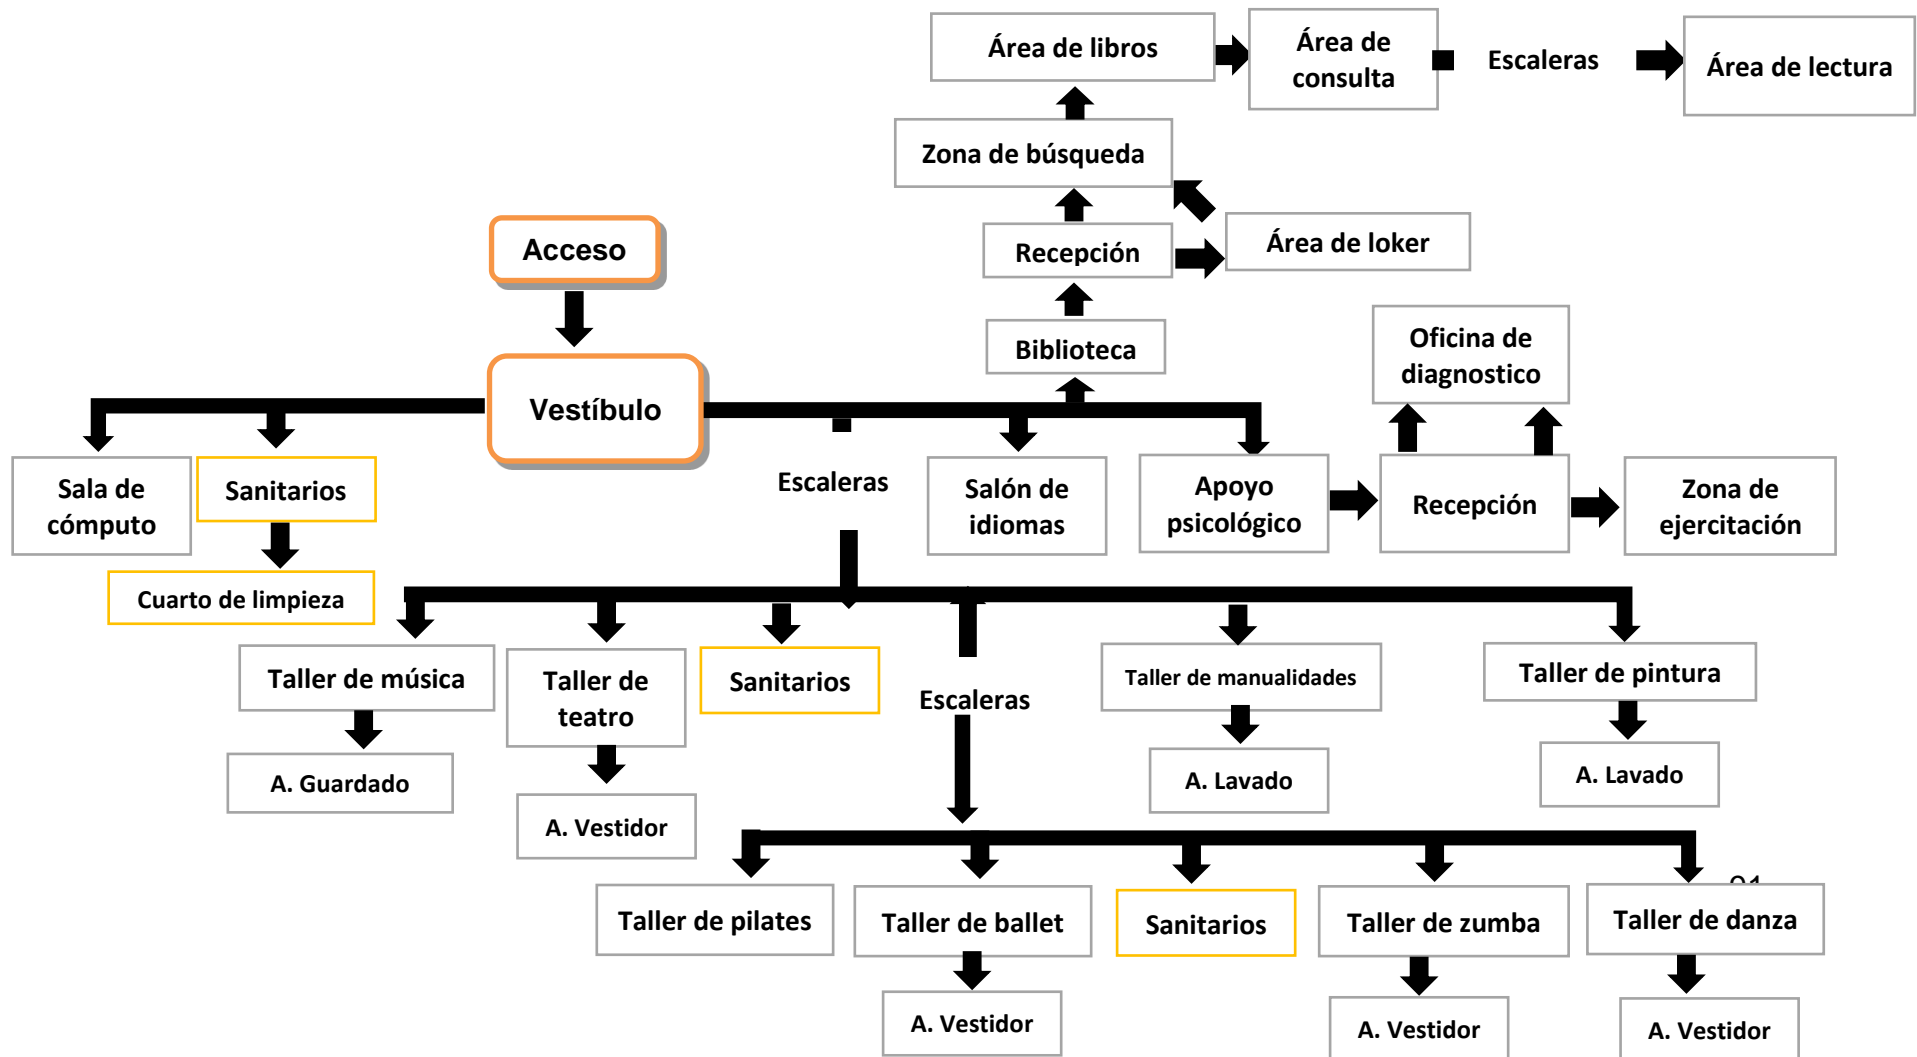 Área de libros
Área de
consulta
Escaleras
Área de lectura
Zona de búsqueda
Acceso
Recepción
Área de loker
Biblioteca
Oficina de
diagnostico
Vestíbulo
Sala de
cómputo
Sanitarios
Escaleras
Salón de
idiomas
Apoyo
psicológico
Recepción
Zona de
ejercitación
Cuarto de limpieza
Taller de música
Taller de
teatro
Sanitarios
Escaleras
Taller de manualidades
Taller de pintura
A. Guardado
A. Vestidor
A. Lavado
A. Lavado
Taller de pilates
Taller de ballet
Sanitarios
Taller de zumba
Taller de danza
A. Vestidor
A. Vestidor
A. Vestidor